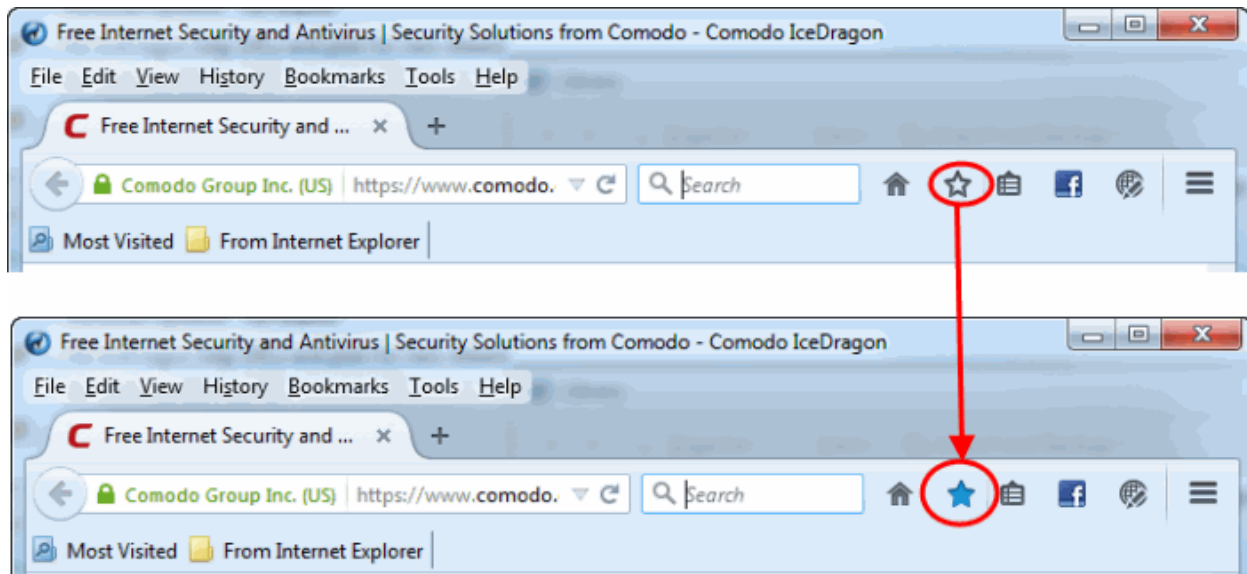 Free Internet Security and Antivirus | Security Solutions from Comodo - Comodo IceDragon
File Edit View History Bookmarks Tools Help
Free Internet Security and ...
Comodo Group Inc. (US) https://www.comodo. Search
Most Visited From Internet Explorer
Free Internet Security and Antivirus | Security Solutions from Comodo - Comodo IceDragon
File Edit View History Bookmarks Tools Help
Free Internet Security and ...
Comodo Group Inc. (US) https://www.comodo. Search
Most Visited From Internet Explorer